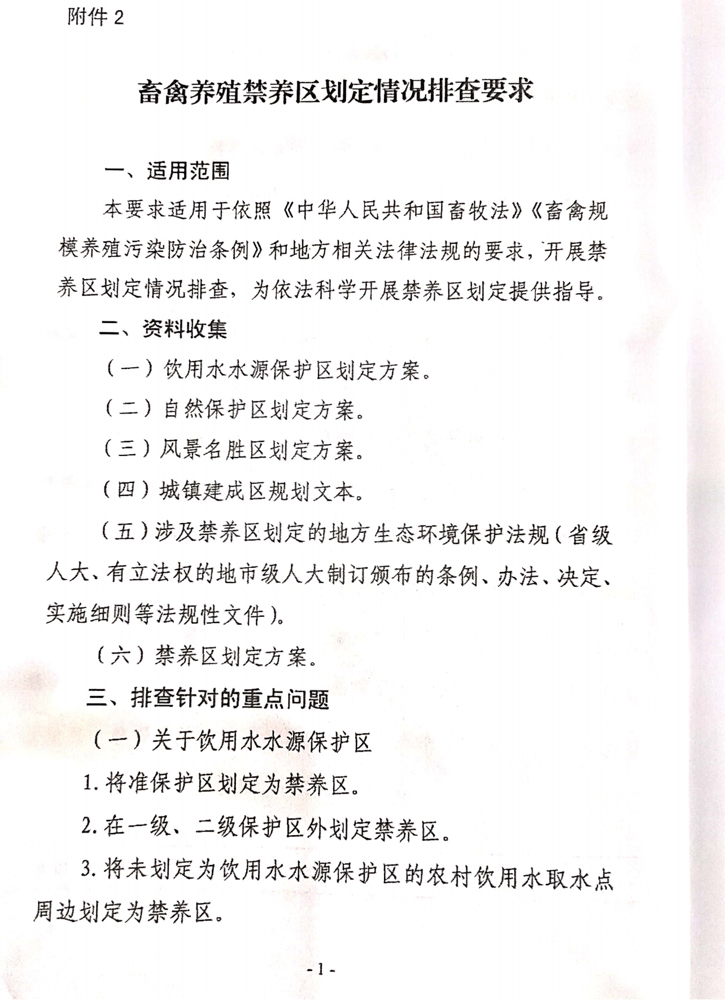 附件 2
畜禽养殖禁养区划定情况排查要求
一、适用范围
本要求适用于依照《中华人民共和国畜牧法》《畜禽规
模养殖污染防治条例》和地方相关法律法规的要求，开展禁
养区划定情况排查，为依法科学开展禁养区划定提供指导。
二、资料收集
（一）饮用水水源保护区划定方案。
（二）自然保护区划定方案。
（三）风景名胜区划定方案。
（四）城镇建成区规划文本。
（五）涉及禁养区划定的地方生态环境保护法规（省级
人大、有立法权的地市级人大制订颁布的条例、办法、决定、
实施细则等法规性文件）。
（六）禁养区划定方案。
三、排查针对的重点问题
（一）关于饮用水水源保护区
1. 将准保护区划定为禁养区。
2. 在一级、二级保护区外划定禁养区。
3. 将未划定为饮用水水源保护区的农村饮用水取水点
周边划定为禁养区。
- 1 -